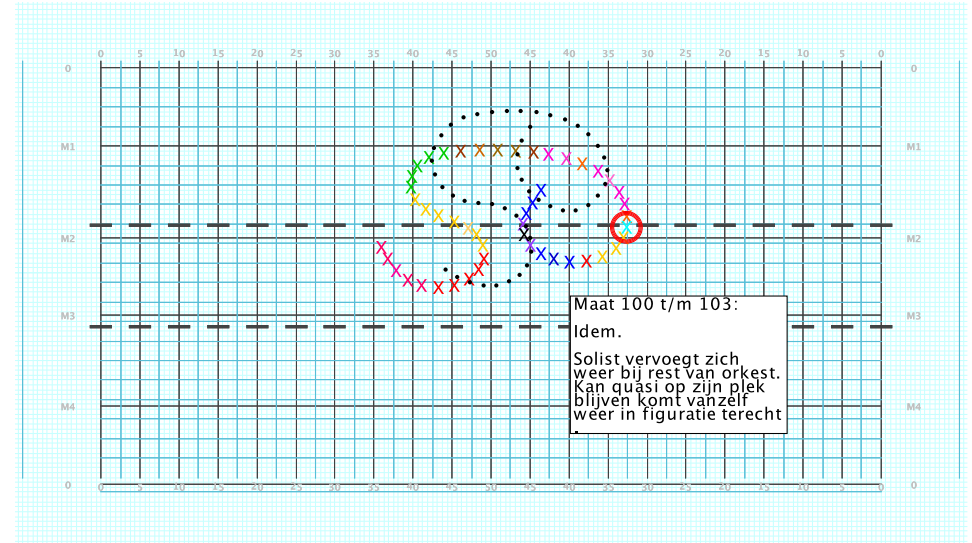 0 5 10 15 20 25 30 35 40 45 50 45 40 35 30 25 20 15 10 5 0
0 0
M1 M1
M2 M2
Maat 100 t/m 103:
M3 M3
Idem.
Solist vervoegt zich
weer bij rest van orkest.
Kan quasi op zijn plek
blijven komt vanzelf
M4 M4
weer in figuratie terecht
.
0 0
0 5 10 15 20 25 30 35 40 45 50 45 40 35 30 25 20 15 10 5 0